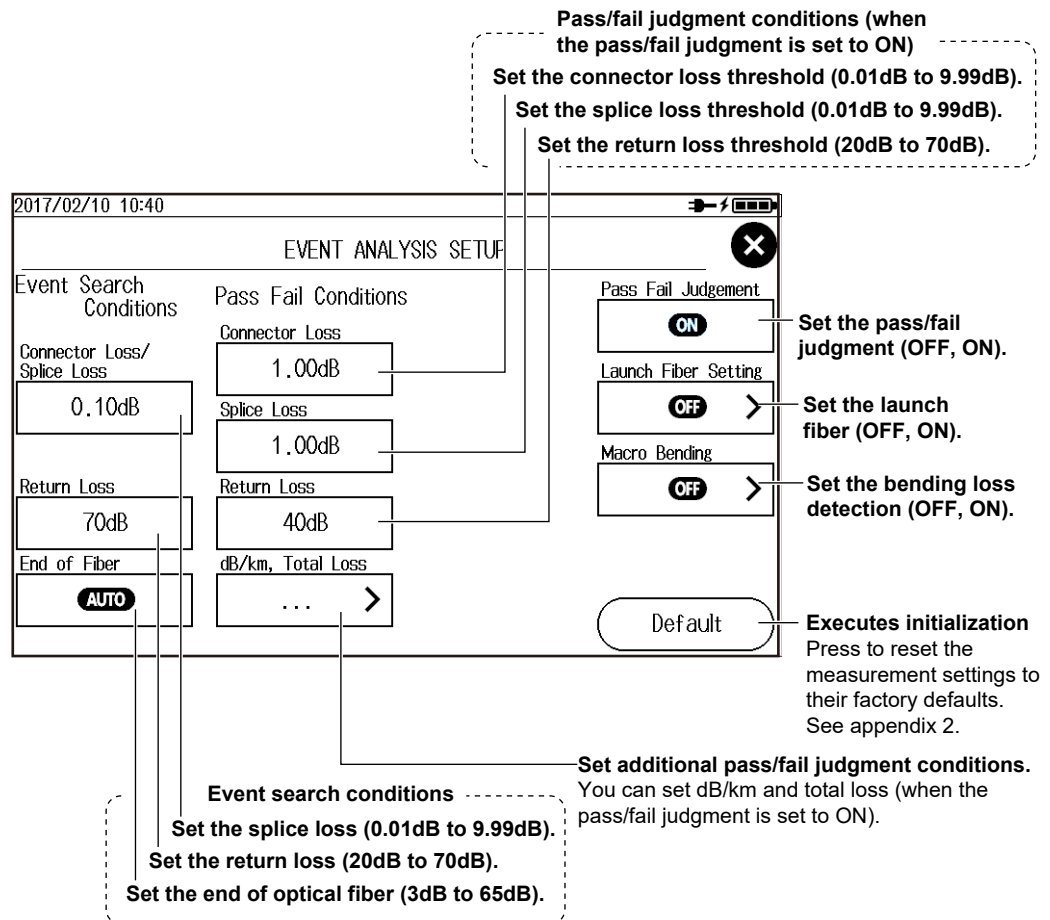 Pass/fail judgment conditions (when
the pass/fail judgment is set to ON)
Set the connector loss threshold (0.01dB to 9.99dB).
Set the splice loss threshold (0.01dB to 9.99dB).
Set the return loss threshold (20dB to 70dB).
2017/02/10 10:40
EVENT ANALYSIS SETUP
Event Search
Conditions
Connector Loss/
Splice Loss
0.10dB
Return Loss
70dB
End of Fiber
AUTO
Pass Fail Conditions
Connector Loss
1.00dB
Splice Loss
1.00dB
Return Loss
40dB
dB/km, Total Loss
...
Pass Fail Judgement
ON
Launch Fiber Setting
OFF
Macro Bending
OFF
Default
Set the pass/fail
judgment (OFF, ON).
Set the launch
fiber (OFF, ON).
Set the bending loss
detection (OFF, ON).
Executes initialization
Press to reset the
measurement settings to
their factory defaults.
See appendix 2.
Set additional pass/fail judgment conditions.
You can set dB/km and total loss (when the
pass/fail judgment is set to ON).
Event search conditions
Set the splice loss (0.01dB to 9.99dB).
Set the return loss (20dB to 70dB).
Set the end of optical fiber (3dB to 65dB).